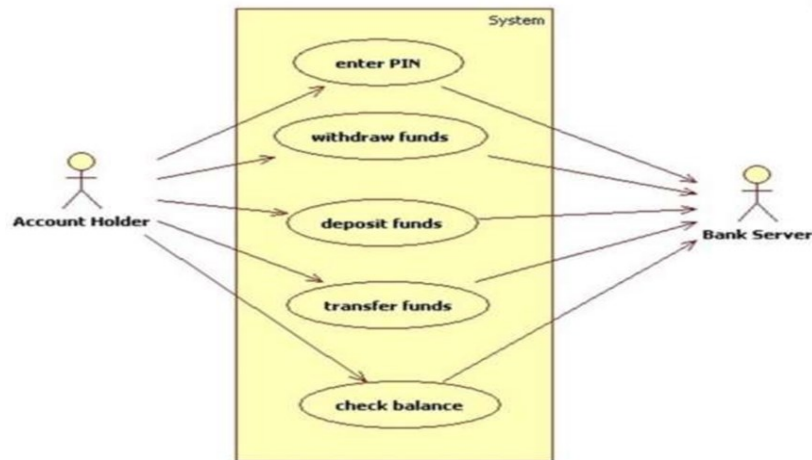 System
enter PIN
withdraw funds
Account Holder
deposit funds
Bank Server
transfer funds
check balance